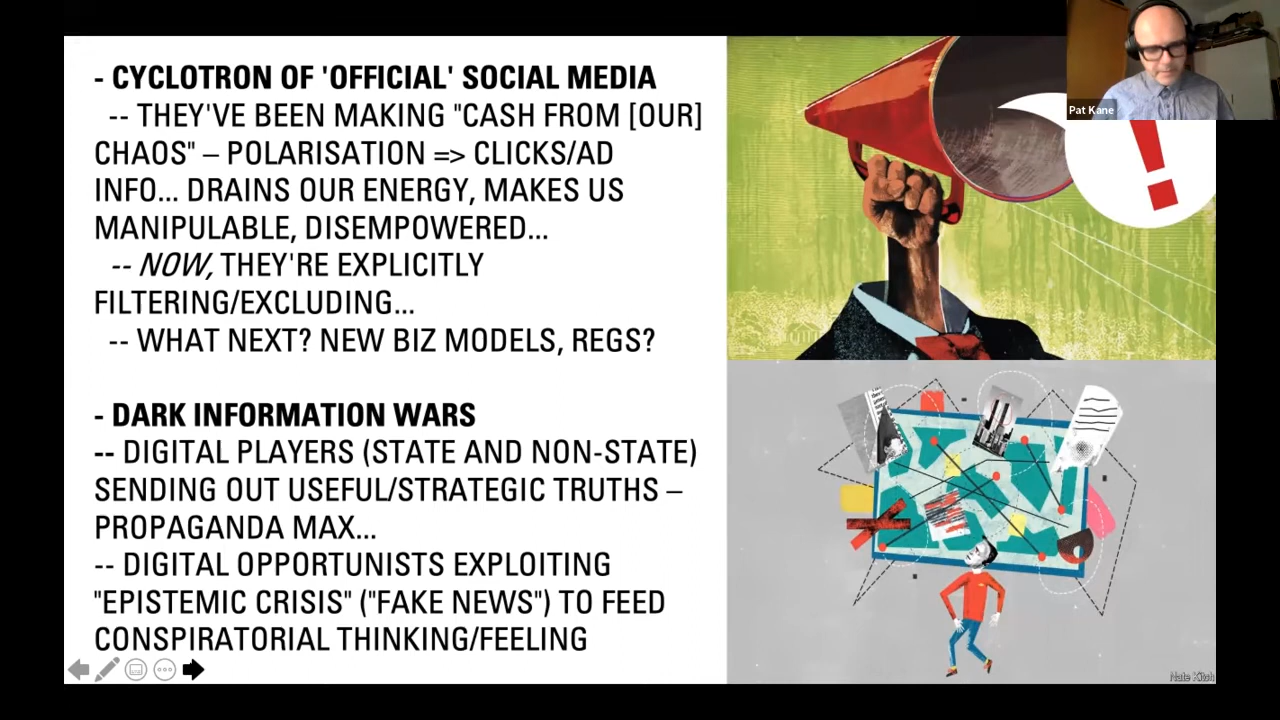 - CYCLOTRON OF 'OFFICIAL' SOCIAL MEDIA
-- THEY'VE BEEN MAKING "CASH FROM [OUR]
CHAOS" – POLARISATION => CLICKS/AD
INFO... DRAINS OUR ENERGY, MAKES US
MANIPULABLE, DISEMPOWERED...
-- NOW, THEY'RE EXPLICITLY
FILTERING/EXCLUDING...
-- WHAT NEXT? NEW BIZ MODELS, REGS?
- DARK INFORMATION WARS
-- DIGITAL PLAYERS (STATE AND NON-STATE)
SENDING OUT USEFUL/STRATEGIC TRUTHS –
PROPAGANDA MAX...
-- DIGITAL OPPORTUNISTS EXPLOITING
"EPISTEMIC CRISIS" ("FAKE NEWS") TO FEED
CONSPIRATORIAL THINKING/FEELING
Pat Kane
!
Nate Kitch